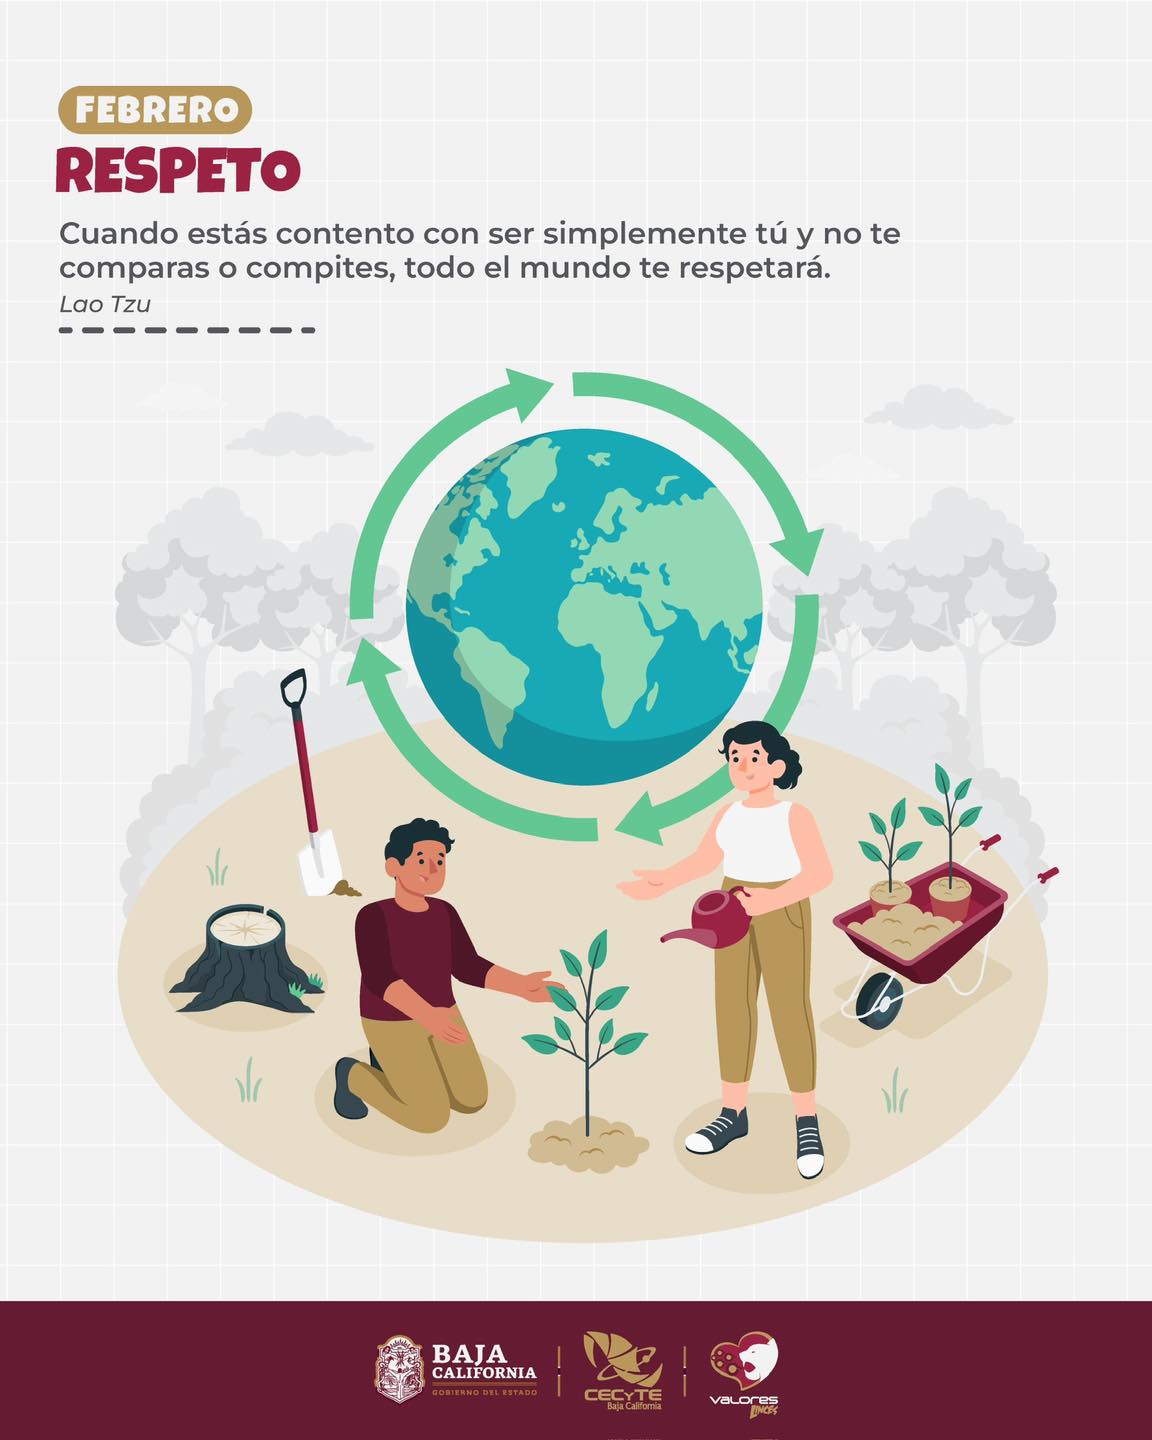 FEBRERO
RESPETO
Cuando estás contento con ser simplemente tú y no te
comparas o compites, todo el mundo te respetará.
Lao Tzu
BAJA
CALIFORNIA
GOBIERNO DEL ESTADO
CECyTE
Baja California
VALORES
LINCES